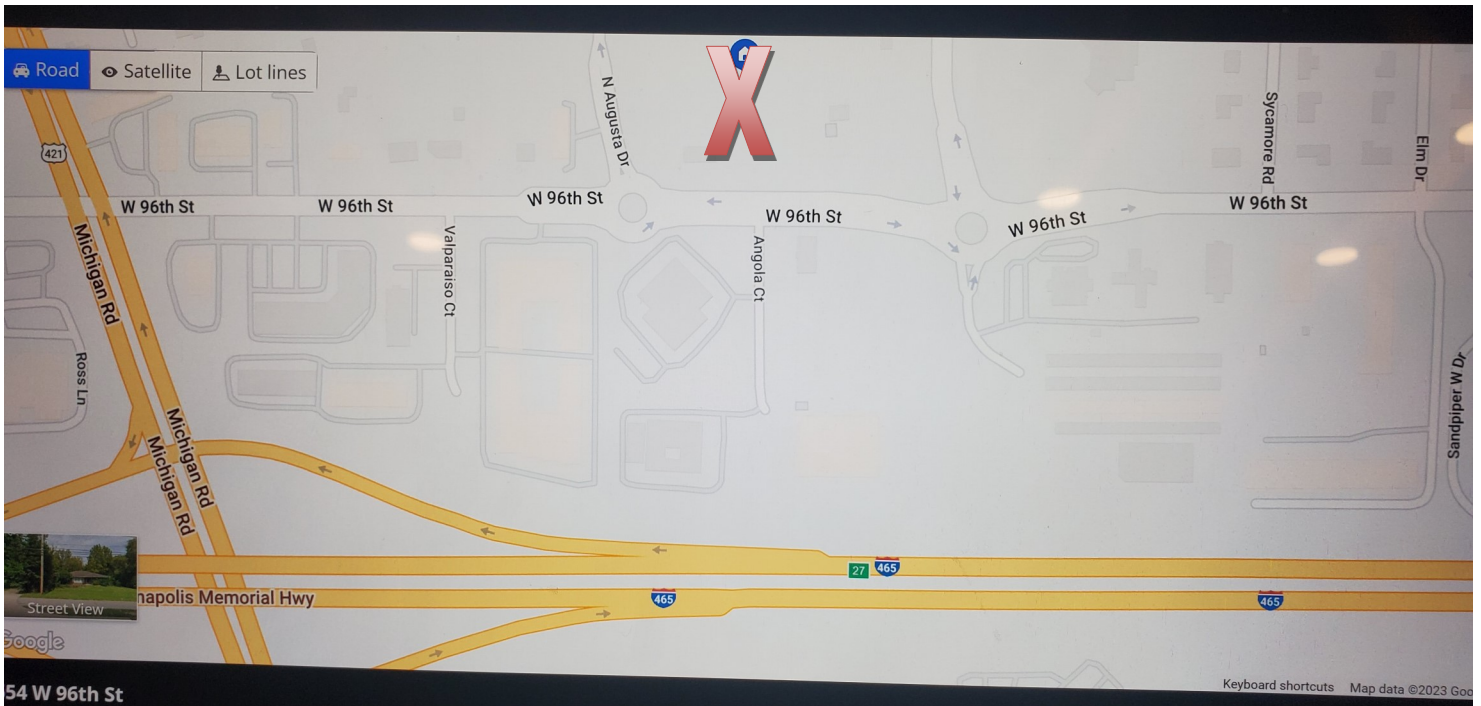 Road
Satellite
Lot lines
421
N Augusta Dr
X
Sycamore Rd
Elm Dr
W 96th St
W 96th St
W 96th St
W 96th St
W 96th St
W 96th St
Michigan Rd
Valparaiso Ct
Angola Ct
Ross Ln
Sandpiper W Dr
Michigan Rd
Michigan Rd
27
465
napolis Memorial Hwy
465
465
Street View
Google
54 W 96th St
Keyboard shortcuts
Map data ©2023 Goo